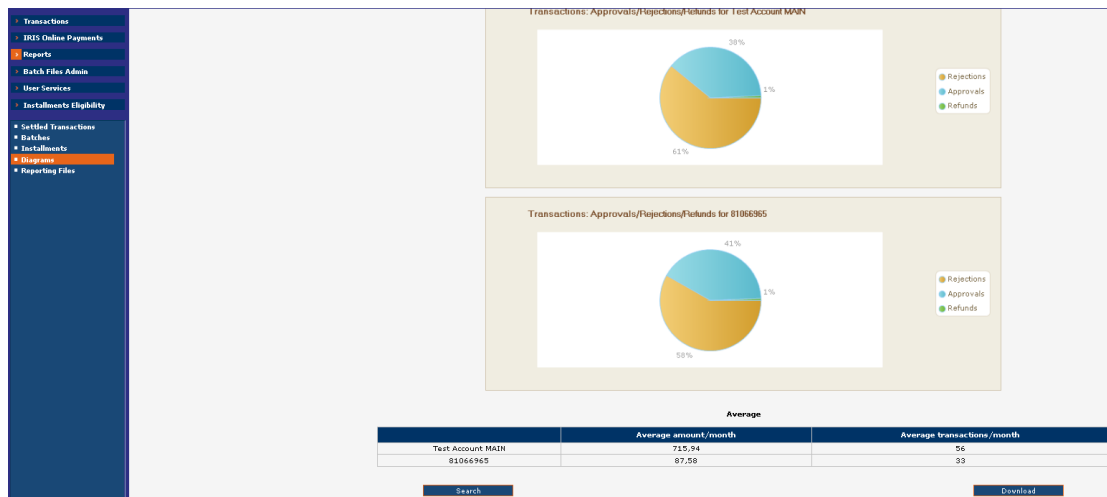 Transactions
IRIS Online Payments
Reports
Batch Files Admin
User Services
Installments Eligibility
Settled Transactions
Batches
Installments
Diagrams
Reporting Files
Transactions: Approvals/Rejections/Refunds for Test Account MAIN
38%
1%
61%
Rejections
Approvals
Refunds
Transactions: Approvals/Rejections/Refunds for 81066965
41%
1%
58%
Rejections
Approvals
Refunds
Average
Average amount/month Average transactions/month
Test Account MAIN 715,94 56
81066965 87,58 33
Search Download